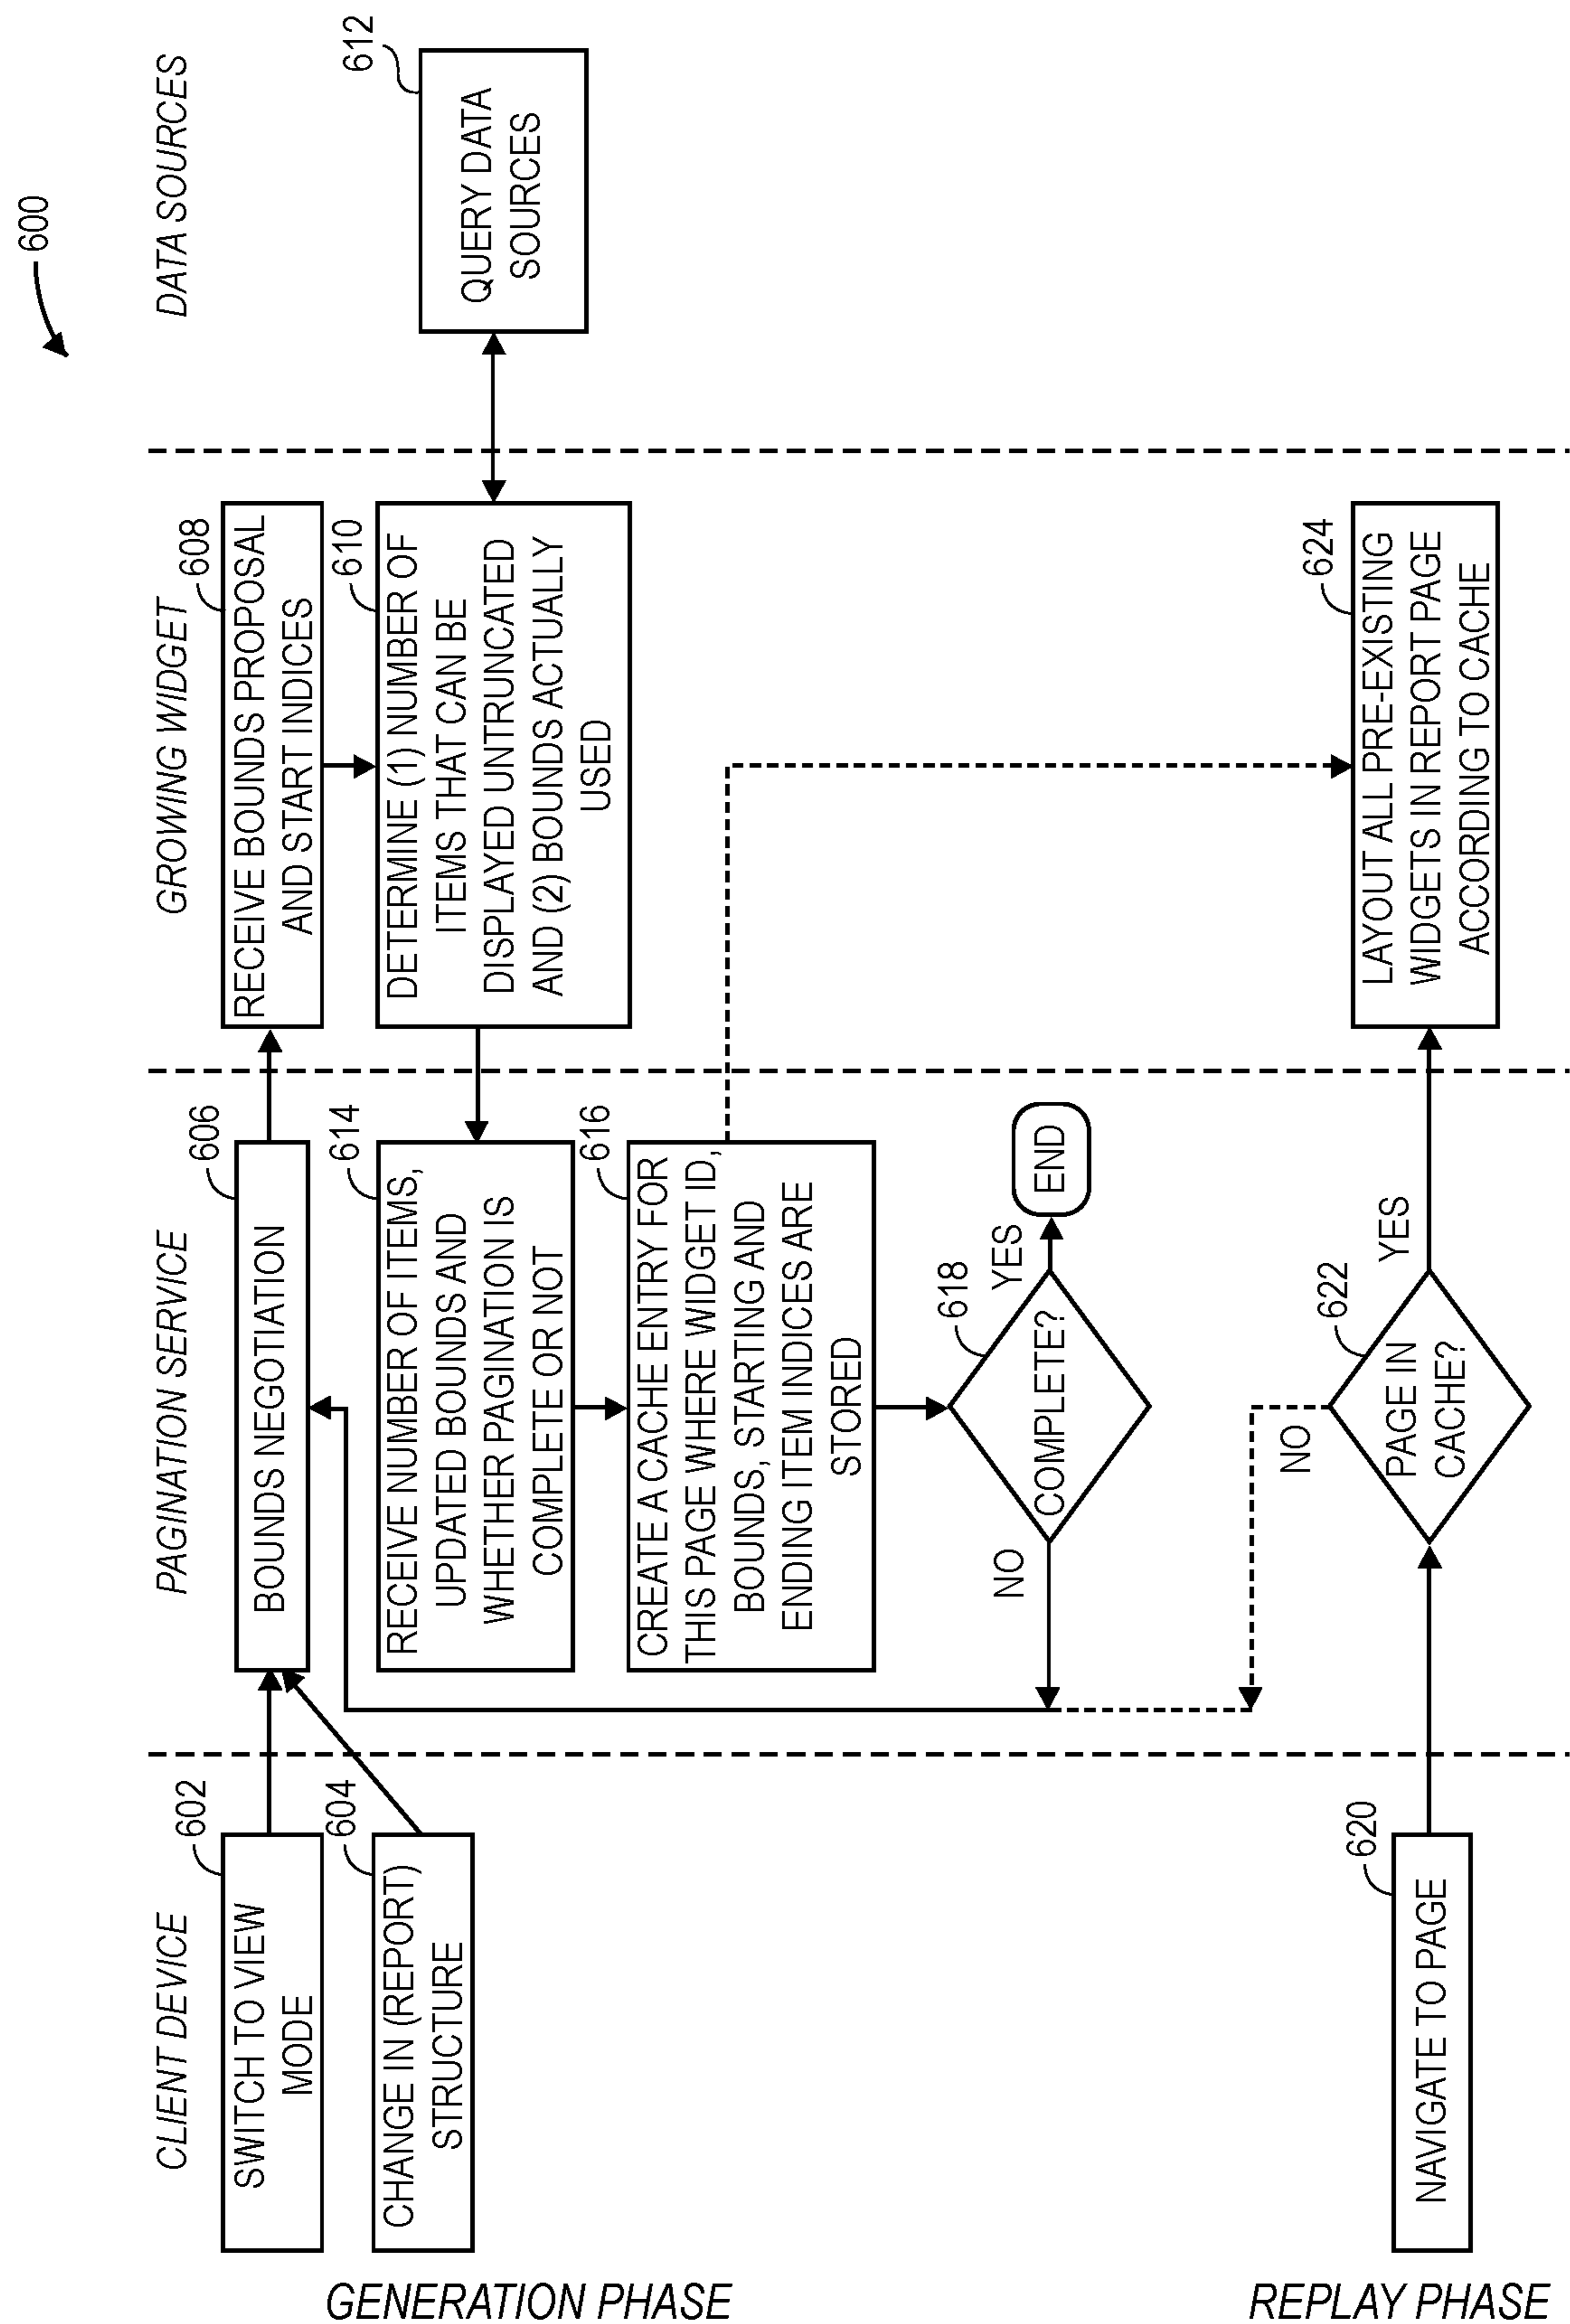 600
CLIENT DEVICE
PAGINATION SERVICE
GROWING WIDGET
DATA SOURCES
GENERATION PHASE
602
SWITCH TO VIEW
MODE
604
CHANGE IN (REPORT)
STRUCTURE
606
BOUNDS NEGOTIATION
608
RECEIVE BOUNDS PROPOSAL
AND START INDICES
610
DETERMINE (1) NUMBER OF
ITEMS THAT CAN BE
DISPLAYED UNTRUNCATED
AND (2) BOUNDS ACTUALLY
USED
612
QUERY DATA
SOURCES
614
RECEIVE NUMBER OF ITEMS,
UPDATED BOUNDS AND
WHETHER PAGINATION IS
COMPLETE OR NOT
616
CREATE A CACHE ENTRY FOR
THIS PAGE WHERE WIDGET ID,
BOUNDS, STARTING AND
ENDING ITEM INDICES ARE
STORED
618
COMPLETE?
NO
YES
END
REPLAY PHASE
620
NAVIGATE TO PAGE
622
PAGE IN
CACHE?
NO
YES
624
LAYOUT ALL PRE-EXISTING
WIDGETS IN REPORT PAGE
ACCORDING TO CACHE